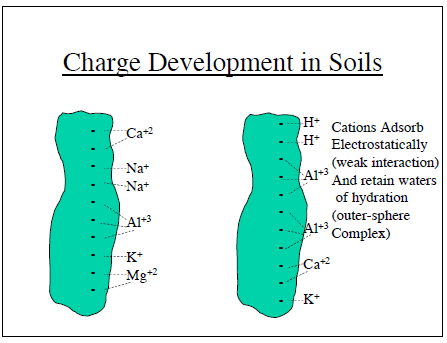 Charge Development in Soils
Ca+2
Na+
Na+
Al+3
K+
Mg+2
H+
H+
Al+3
Al+3
Ca+2
K+
Cations Adsorb
Electrostatically
(weak interaction)
And retain waters
of hydration
(outer-sphere
Complex)